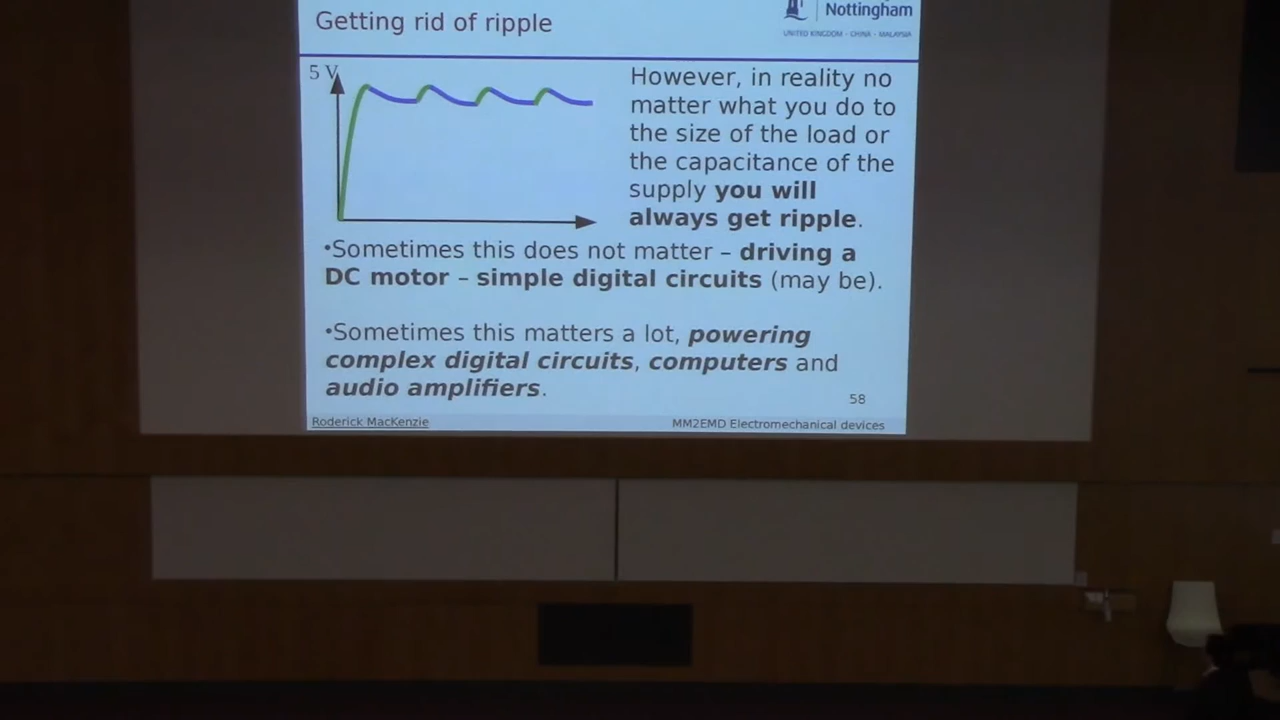 Getting rid of ripple
Nottingham
UNITED KINGDOM · CHINA · MALAYSIA
5 V
However, in reality no
matter what you do to
the size of the load or
the capacitance of the
supply you will
always get ripple.
•Sometimes this does not matter – driving a
DC motor – simple digital circuits (may be).
•Sometimes this matters a lot, powering
complex digital circuits, computers and
audio amplifiers.
58
Roderick MacKenzie
MM2EMD Electromechanical devices